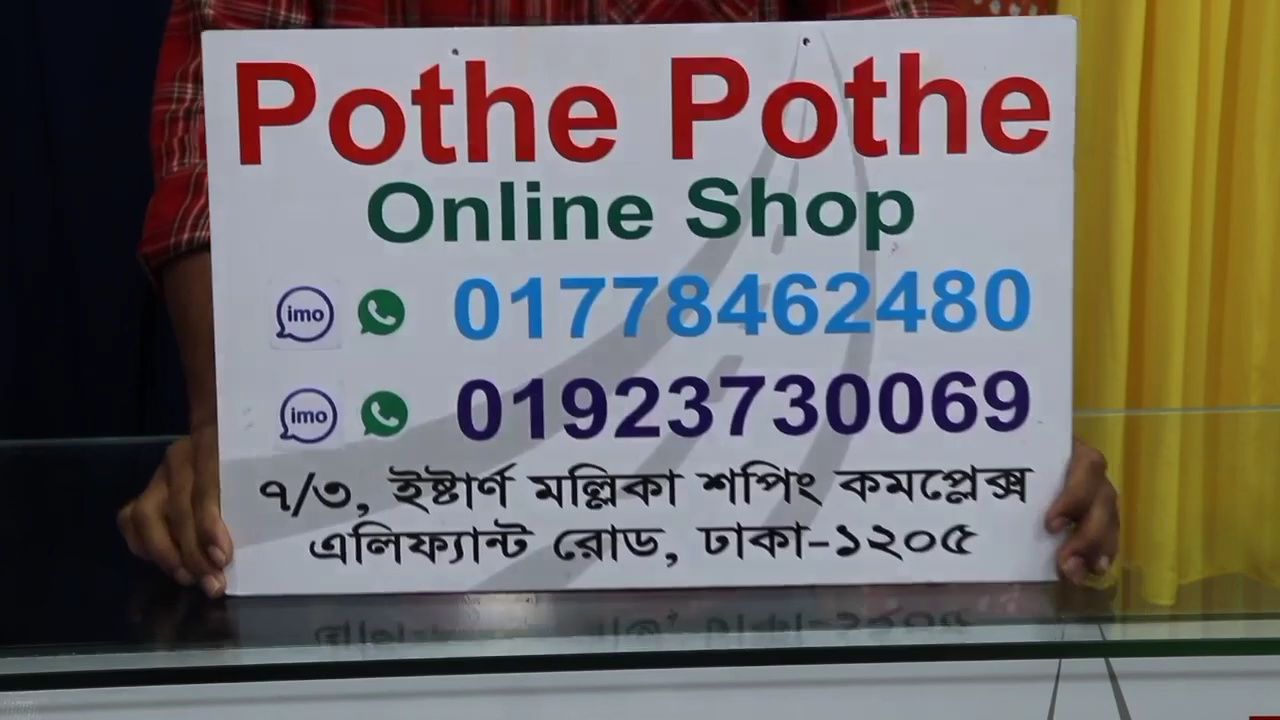 Pothe Pothe
Online Shop
imo 01778462480
imo 01923730069
৭/৩, ইষ্টার্ণ মল্লিকা শপিং কমপ্লেক্স
এলিফ্যান্ট রোড, ঢাকা-১২০৫